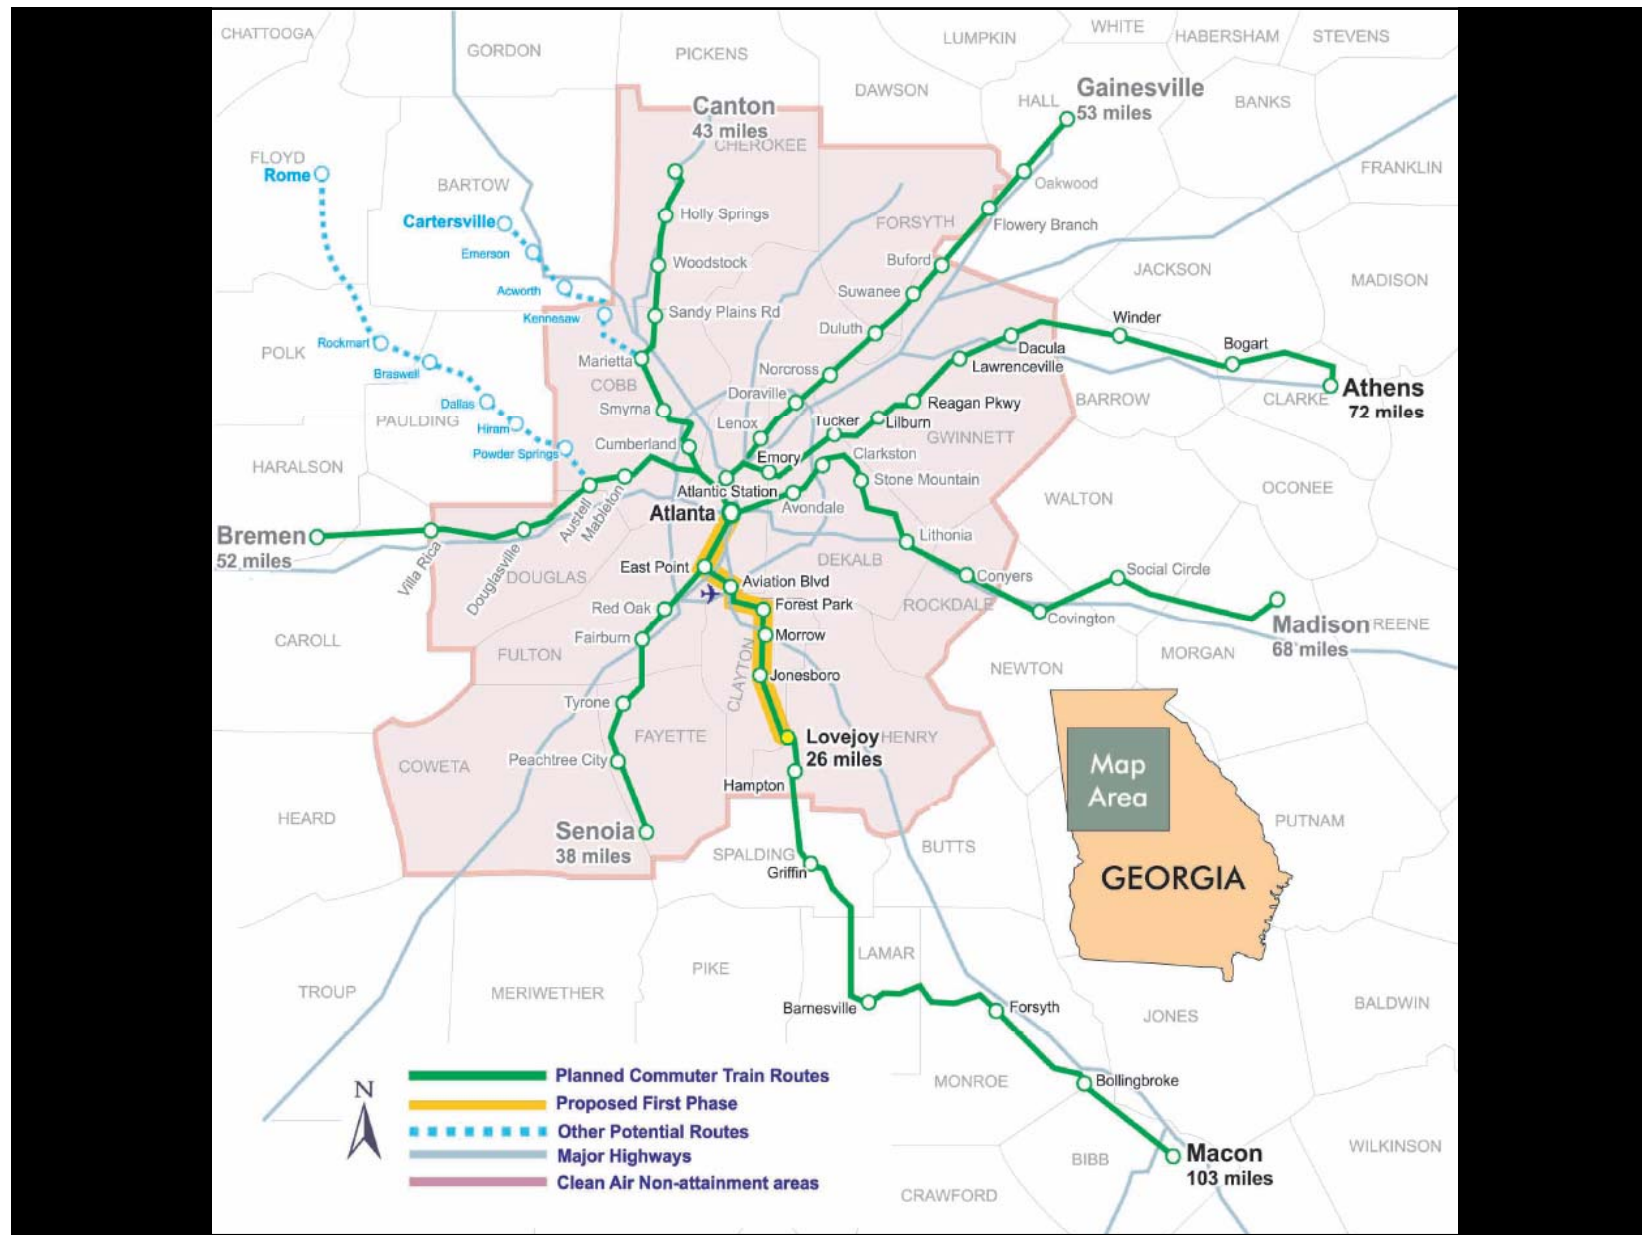 CHATTOOGA
GORDON
PICKENS
LUMPKIN
WHITE
HABERSHAM
STEVENS
DAWSON
HALL
Gainesville
53 miles
BANKS
Canton
43 miles
CHEROKEE
FLOYD
Rome
BARTOW
Oakwood
FRANKLIN
Cartersville
Holly Springs
FORSYTH
Flowery Branch
Emerson
Woodstock
Buford
JACKSON
MADISON
Acworth
Suwanee
Kennesaw
Sandy Plains Rd
Duluth
Winder
Rockmart
POLK
Marietta
Dacula
Bogart
Braswell
COBB
Norcross
Lawrenceville
Athens
72 miles
Dallas
Smyrna
Doraville
Reagan Pkwy
BARROW
CLARKE
PAULDING
Hiram
Lenox
Tucker
Lilburn
GWINNETT
Powder Springs
Cumberland
Emory
Clarkston
HARALSON
Stone Mountain
OCONEE
Austell
Mableton
Atlantic Station
Avondale
WALTON
Atlanta
Bremen
52 miles
Lithonia
Villa Rica
Douglasville
DOUGLAS
East Point
DEKALB
Aviation Blvd
Conyers
Social Circle
Red Oak
Forest Park
ROCKDALE
Covington
Fairburn
Morrow
Madison
68 miles
REENE
CAROLL
FULTON
CLAYTON
Jonesboro
NEWTON
MORGAN
Tyrone
FAYETTE
Lovejoy
26 miles
HENRY
COWETA
Peachtree City
Hampton
Map
Area
HEARD
Senoia
38 miles
SPALDING
Griffin
BUTTS
PUTNAM
GEORGIA
LAMAR
TROUP
MERIWETHER
PIKE
Barnesville
Forsyth
JONES
BALDWIN
MONROE
Bollingbroke
N
Planned Commuter Train Routes
Proposed First Phase
Other Potential Routes
Major Highways
Clean Air Non-attainment areas
BIBB
Macon
103 miles
WILKINSON
CRAWFORD